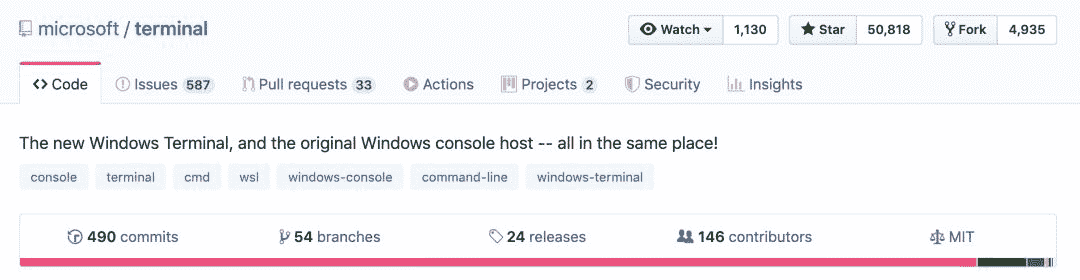 microsoft / terminal Watch 1,130 Star 50,818 Fork 4,935
Code Issues 587 Pull requests 33 Actions Projects 2 Security Insights
The new Windows Terminal, and the original Windows console host -- all in the same place!
console terminal cmd wsl windows-console command-line windows-terminal
490 commits 54 branches 24 releases 146 contributors MIT